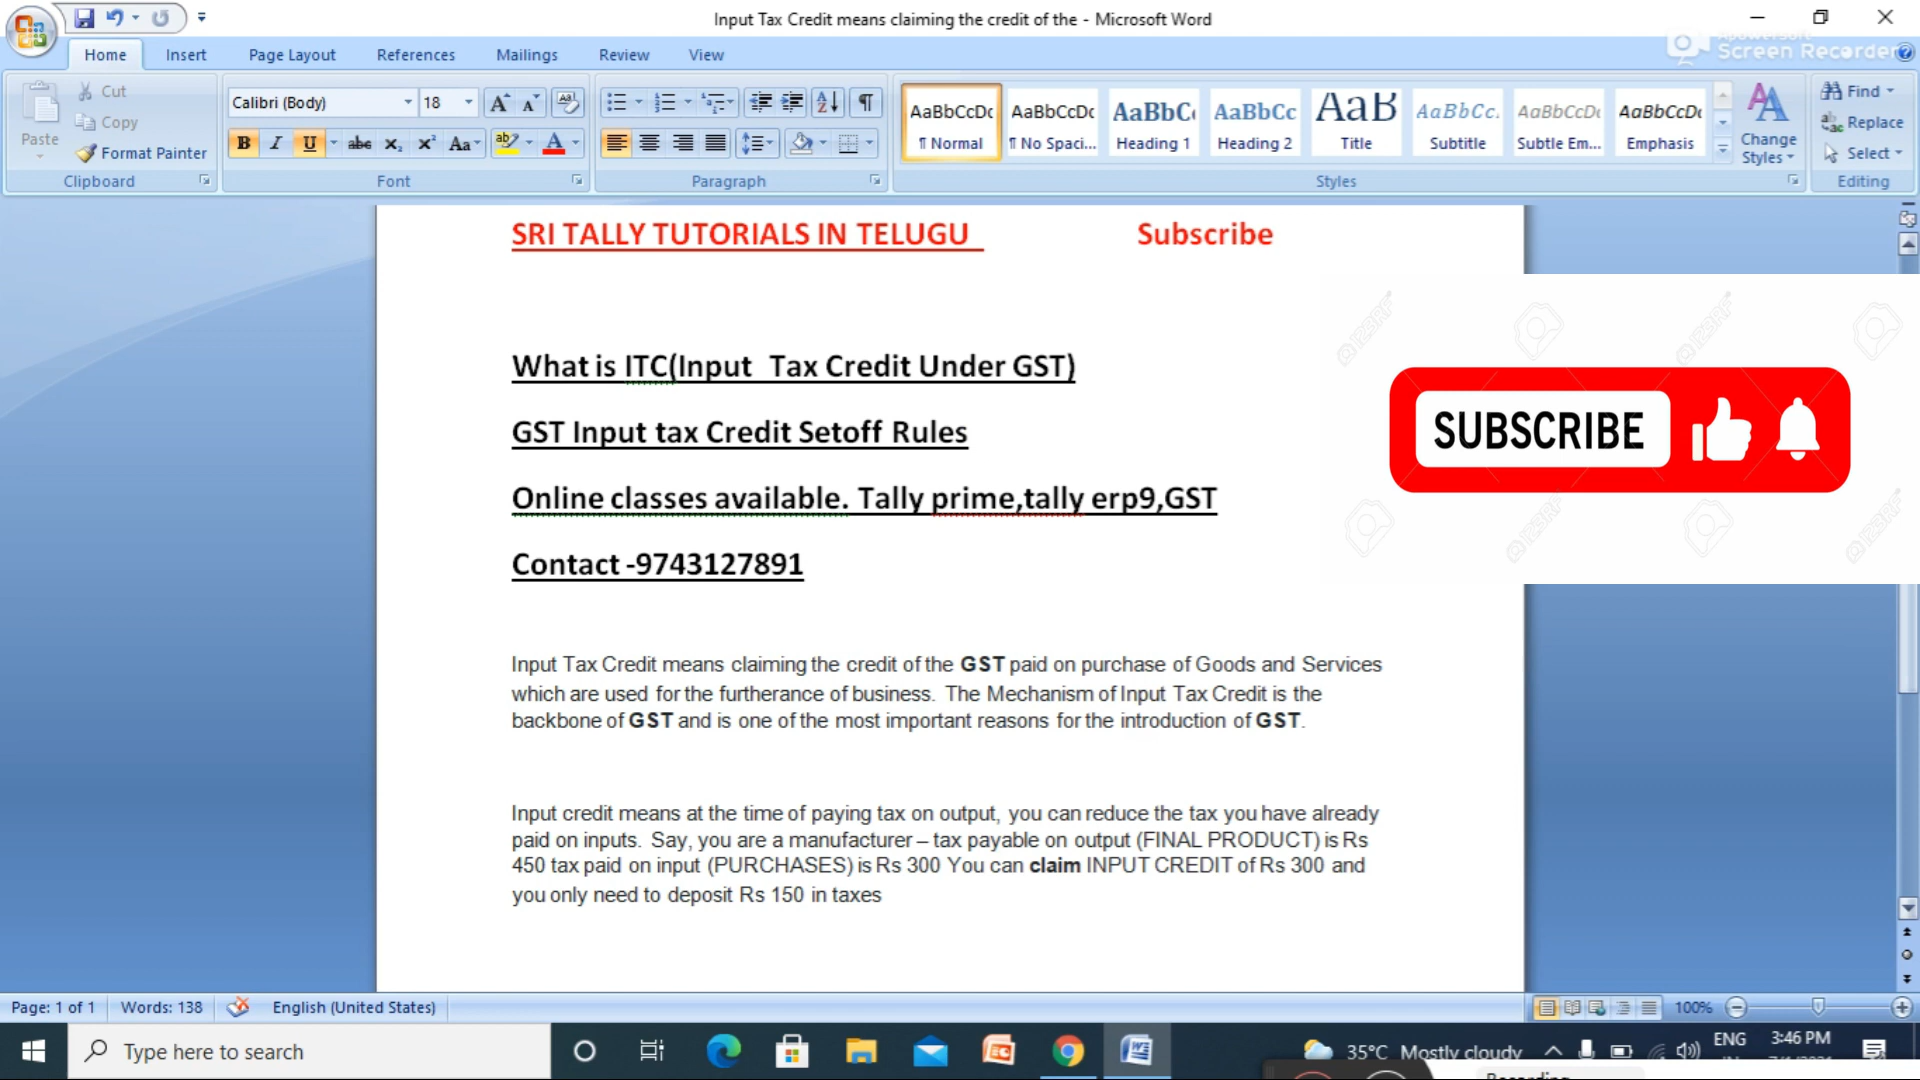 Input Tax Credit means claiming the credit of the - Microsoft Word
Screen Recorder
Home Insert Page Layout References Mailings Review View
Paste
Cut
Copy
Format Painter
Clipboard
Calibri (Body) 18
Font
Paragraph
AaBbCcDc AaBbCcDc AaBbC AaBbCc AaB AaBbCc. AaBbCcDc AaBbCcDc
¶ Normal ¶ No Spaci... Heading 1 Heading 2 Title Subtitle Subtle Em... Emphasis
Change Styles
Styles
Find
Replace
Select
Editing
SRI TALLY TUTORIALS IN TELUGU Subscribe
What is ITC(Input Tax Credit Under GST)
GST Input tax Credit Setoff Rules
Online classes available. Tally prime,tally erp9,GST
Contact -9743127891
SUBSCRIBE
123RF
Input Tax Credit means claiming the credit of the GST paid on purchase of Goods and Services
which are used for the furtherance of business. The Mechanism of Input Tax Credit is the
backbone of GST and is one of the most important reasons for the introduction of GST.
Input credit means at the time of paying tax on output, you can reduce the tax you have already
paid on inputs. Say, you are a manufacturer – tax payable on output (FINAL PRODUCT) is Rs
450 tax paid on input (PURCHASES) is Rs 300 You can claim INPUT CREDIT of Rs 300 and
you only need to deposit Rs 150 in taxes
Page: 1 of 1 Words: 138 English (United States) 100%
Type here to search 35°C Mostly cloudy ENG 3:46 PM